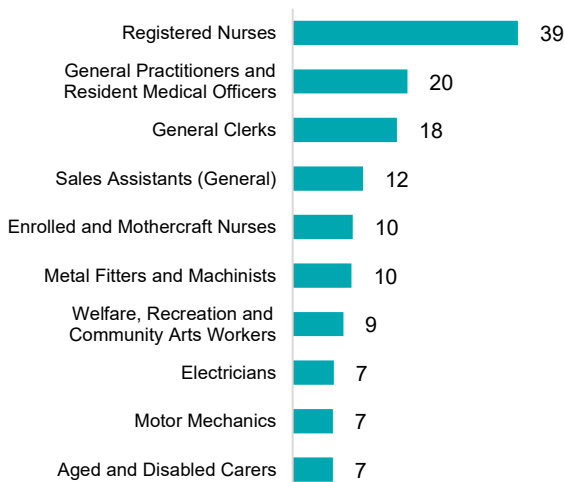 Registered Nurses 39
General Practitioners and
Resident Medical Officers 20
General Clerks 18
Sales Assistants (General) 12
Enrolled and Mothercraft Nurses 10
Metal Fitters and Machinists 10
Welfare, Recreation and
Community Arts Workers 9
Electricians 7
Motor Mechanics 7
Aged and Disabled Carers 7